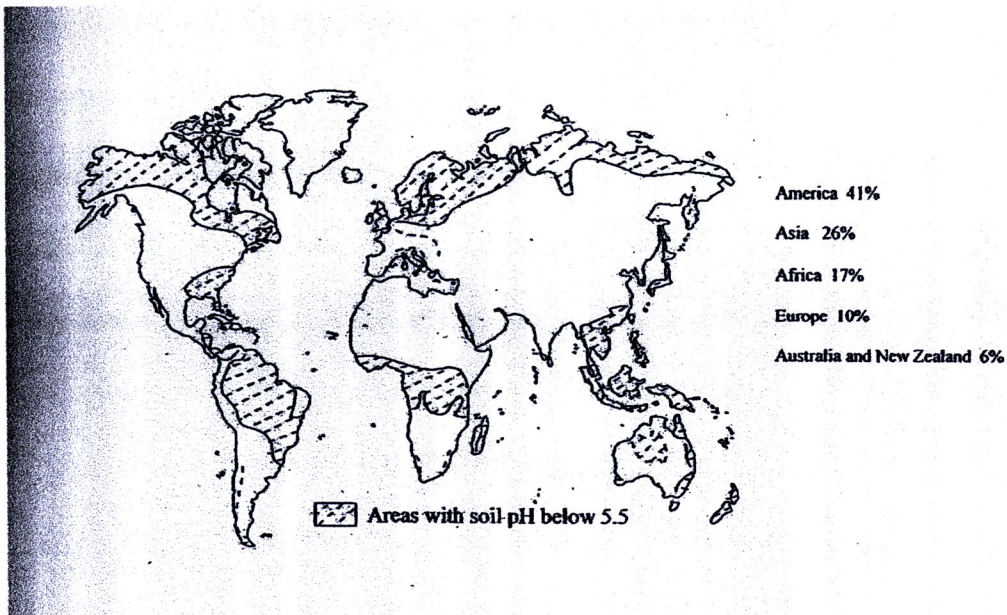 America 41%
Asia 26%
Africa 17%
Europe 10%
Australia and New Zealand 6%
Areas with soil pH below 5.5